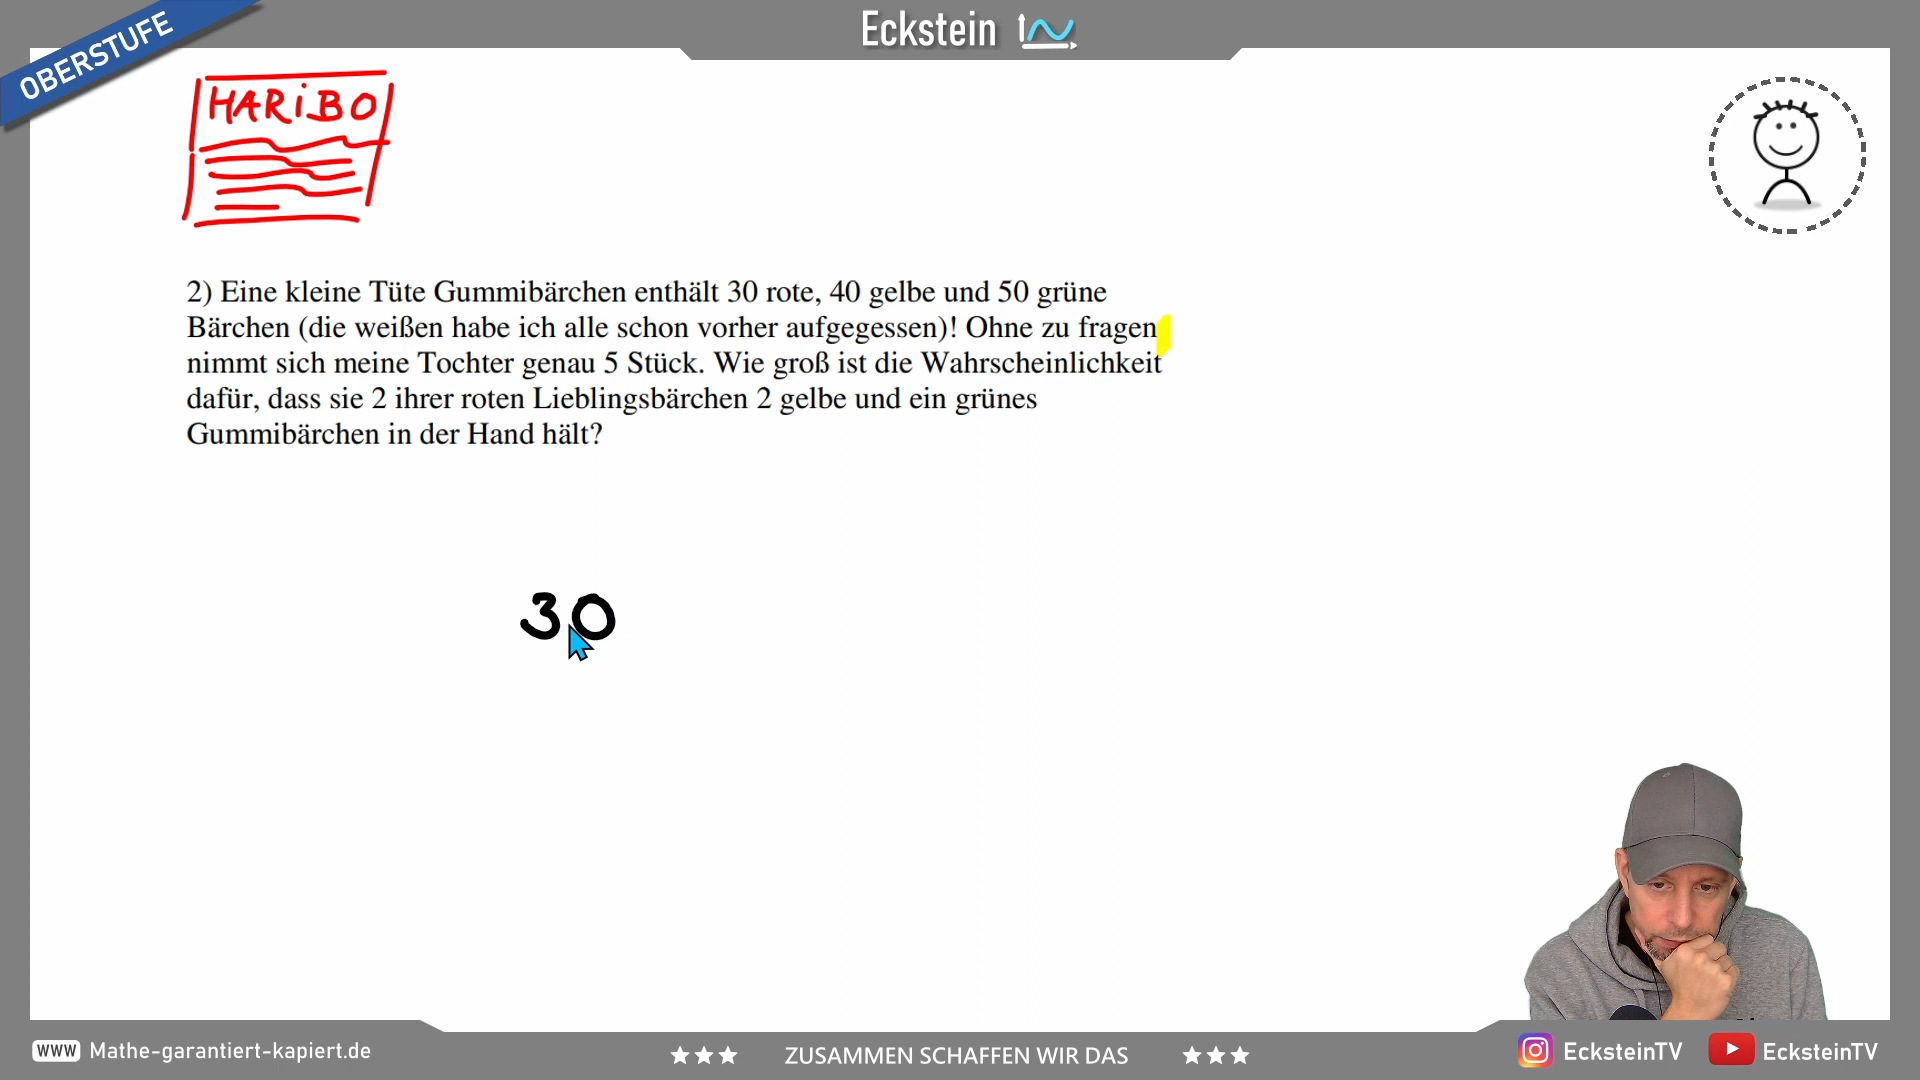 OBERSTUFE
Eckstein
HARiBO
2) Eine kleine Tüte Gummibärchen enthält 30 rote, 40 gelbe und 50 grüne
Bärchen (die weißen habe ich alle schon vorher aufgegessen)! Ohne zu fragen
nimmt sich meine Tochter genau 5 Stück. Wie groß ist die Wahrscheinlichkeit
dafür, dass sie 2 ihrer roten Lieblingsbärchen 2 gelbe und ein grünes
Gummibärchen in der Hand hält?
30
WWW Mathe-garantiert-kapiert.de
ZUSAMMEN SCHAFFEN WIR DAS
EcksteinTV
EcksteinTV